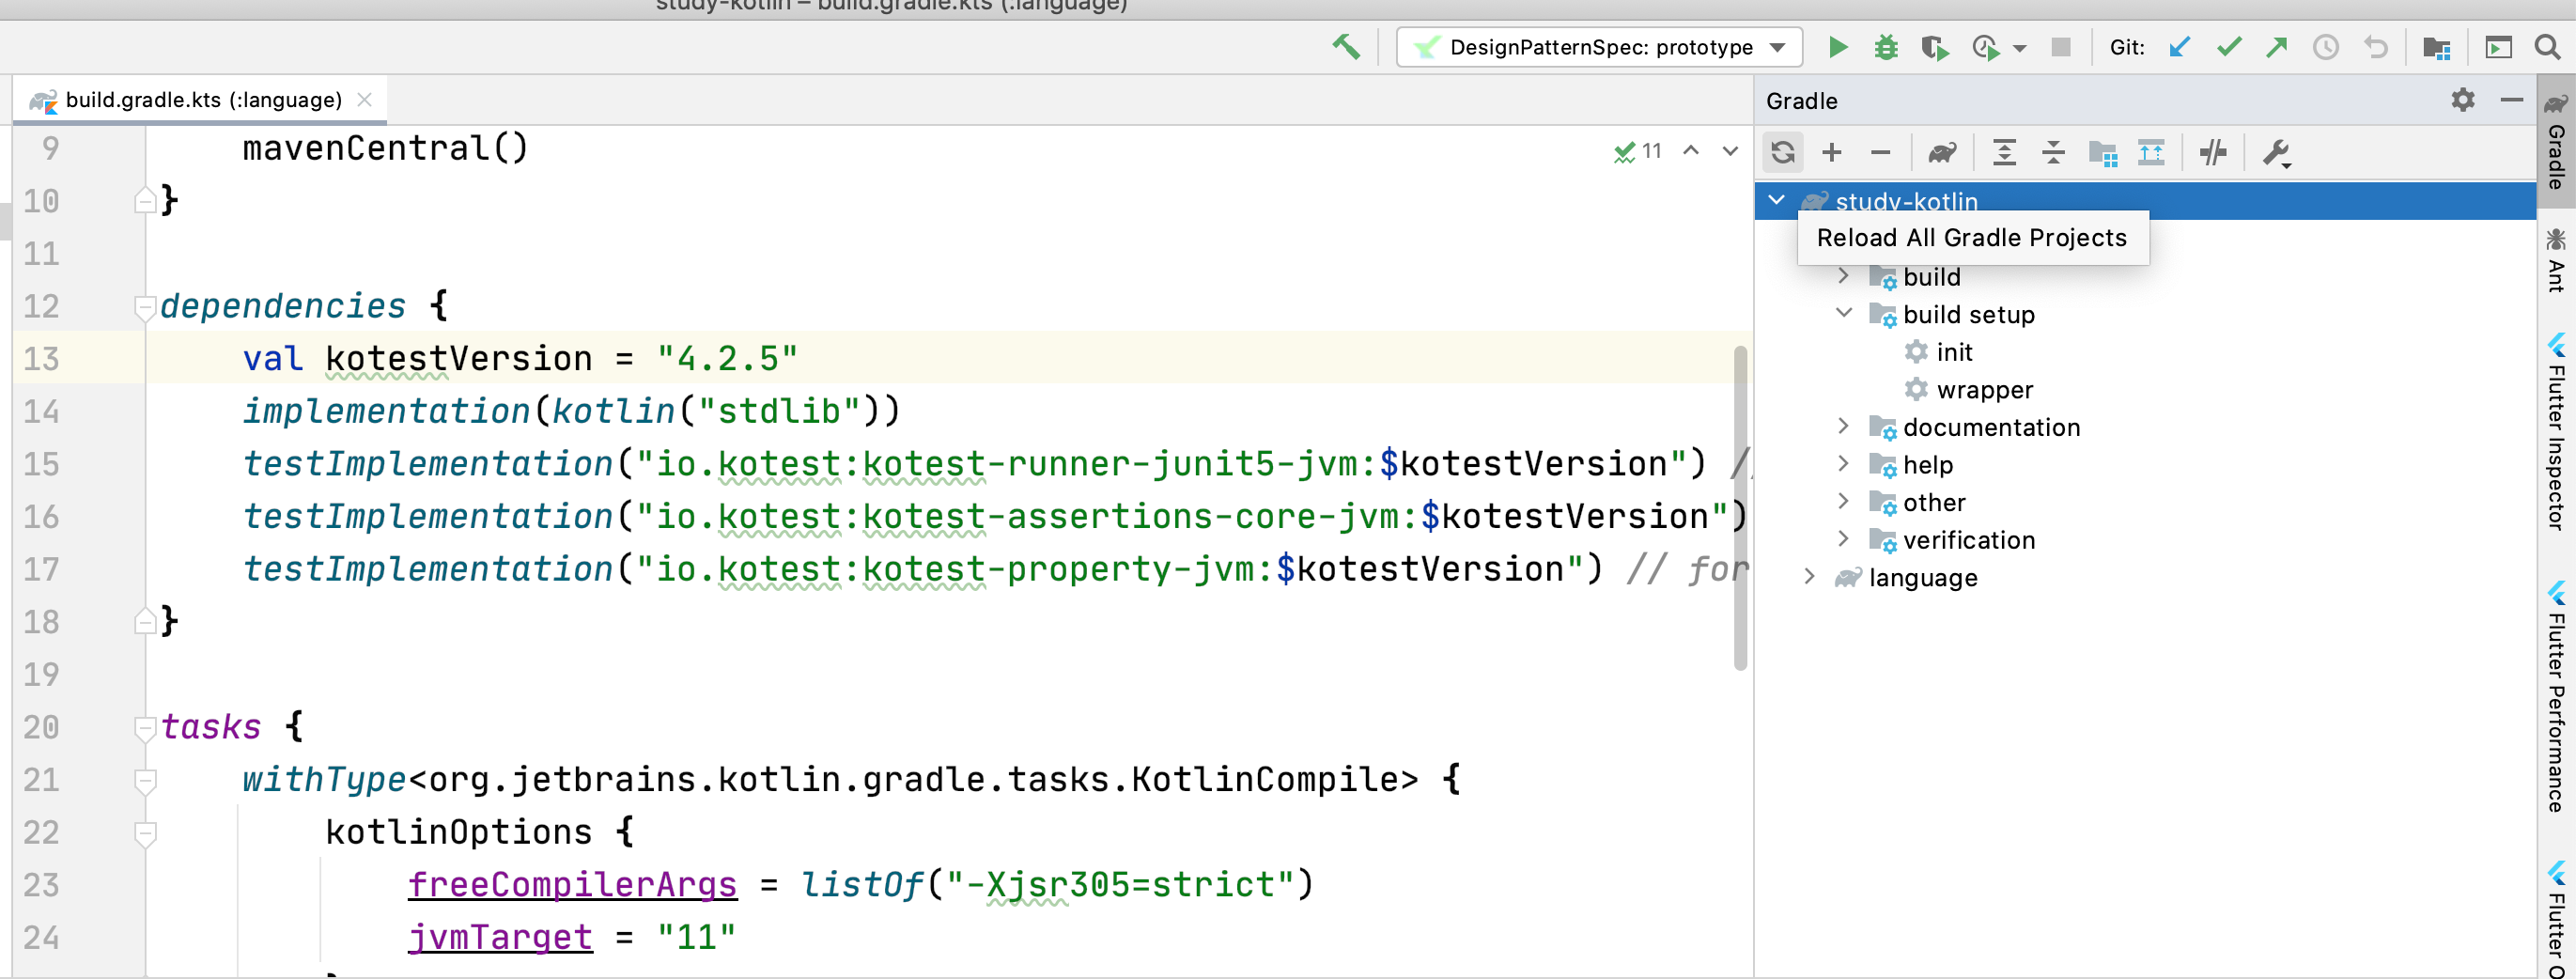 study-kotlin – build.gradle.kts (:language)
DesignPatternSpec: prototype
Git:
build.gradle.kts (:language)
9 mavenCentral()
11
10 }
11
12 dependencies {
13 val kotestVersion = "4.2.5"
14 implementation(kotlin("stdlib"))
15 testImplementation("io.kotest:kotest-runner-junit5-jvm:$kotestVersion") //
16 testImplementation("io.kotest:kotest-assertions-core-jvm:$kotestVersion")
17 testImplementation("io.kotest:kotest-property-jvm:$kotestVersion") // for
18 }
19
20 tasks {
21 withType<org.jetbrains.kotlin.gradle.tasks.KotlinCompile> {
22 kotlinOptions {
23 freeCompilerArgs = listOf("-Xjsr305=strict")
24 jvmTarget = "11"
Gradle
study-kotlin
Reload All Gradle Projects
build
build setup
init
wrapper
documentation
help
other
verification
language
Gradle
Ant
Flutter Inspector
Flutter Performance
Flutter O